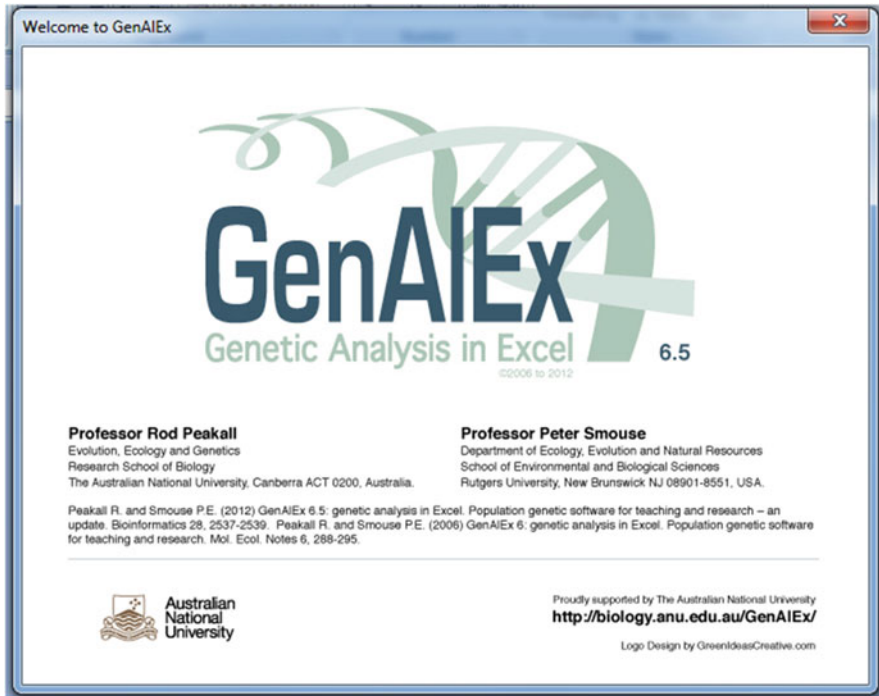 Welcome to GenAlEx
GenAlEx
Genetic Analysis in Excel
6.5
©2006 to 2012
Professor Rod Peakall
Evolution, Ecology and Genetics
Research School of Biology
The Australian National University, Canberra ACT 0200, Australia.
Professor Peter Smouse
Department of Ecology, Evolution and Natural Resources
School of Environmental and Biological Sciences
Rutgers University, New Brunswick NJ 08901-8551, USA.
Peakall R. and Smouse P.E. (2012) GenAlEx 6.5: genetic analysis in Excel. Population genetic software for teaching and research – an
update. Bioinformatics 28, 2537-2539.  Peakall R. and Smouse P.E. (2006) GenAlEx 6: genetic analysis in Excel. Population genetic software
for teaching and research. Mol. Ecol. Notes 6, 288-295.
Australian
National
University
Proudly supported by The Australian National University
http://biology.anu.edu.au/GenAlEx/
Logo Design by GreenIdeasCreative.com